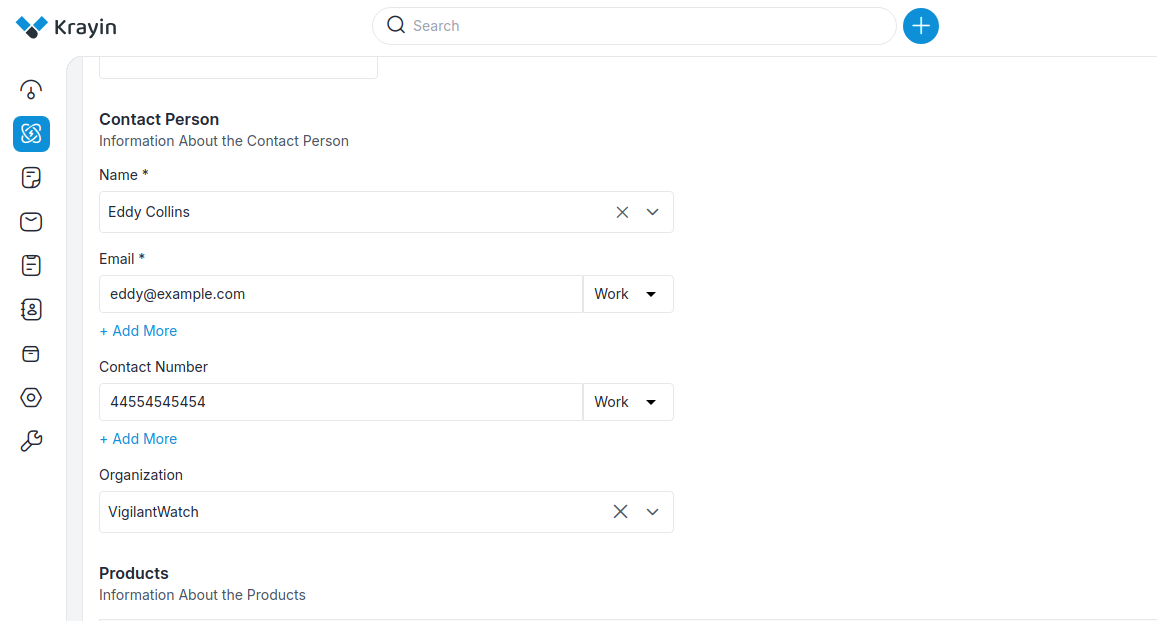 Krayin
Search
Contact Person
Information About the Contact Person
Name *
Eddy Collins
Email *
eddy@example.com Work
+ Add More
Contact Number
44554545454 Work
+ Add More
Organization
VigilantWatch
Products
Information About the Products